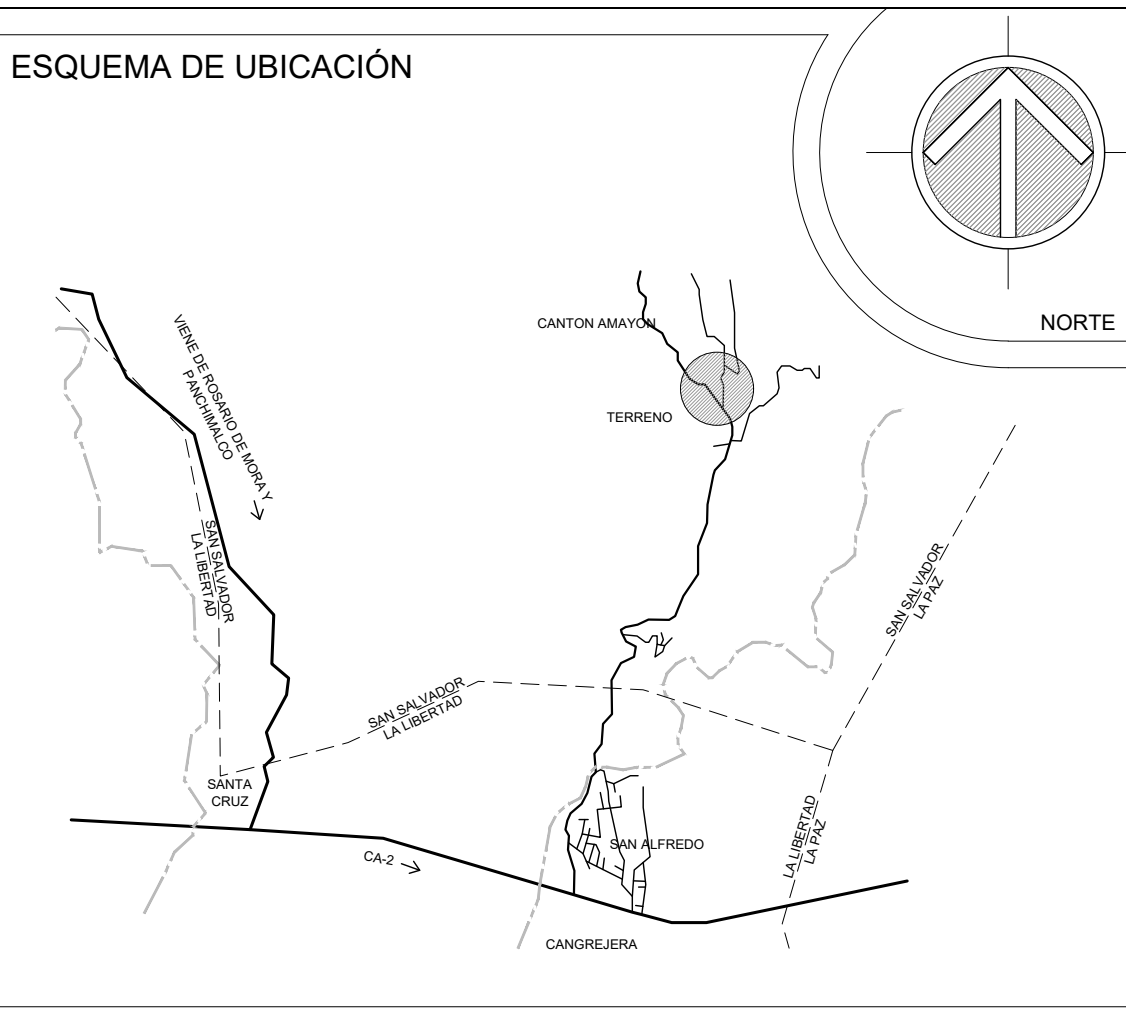 ESQUEMA DE UBICACIÓN
NORTE
CANTON AMAYON
TERRENO
VIENE DE ROSARIO DE MORA Y
PANCHIMALCO
SAN SALVADOR
LA LIBERTAD
SAN SALVADOR
LA PAZ
SAN SALVADOR
LA LIBERTAD
SANTA
CRUZ
LA LIBERTAD
LA PAZ
SAN ALFREDO
CA-2
CANGREJERA